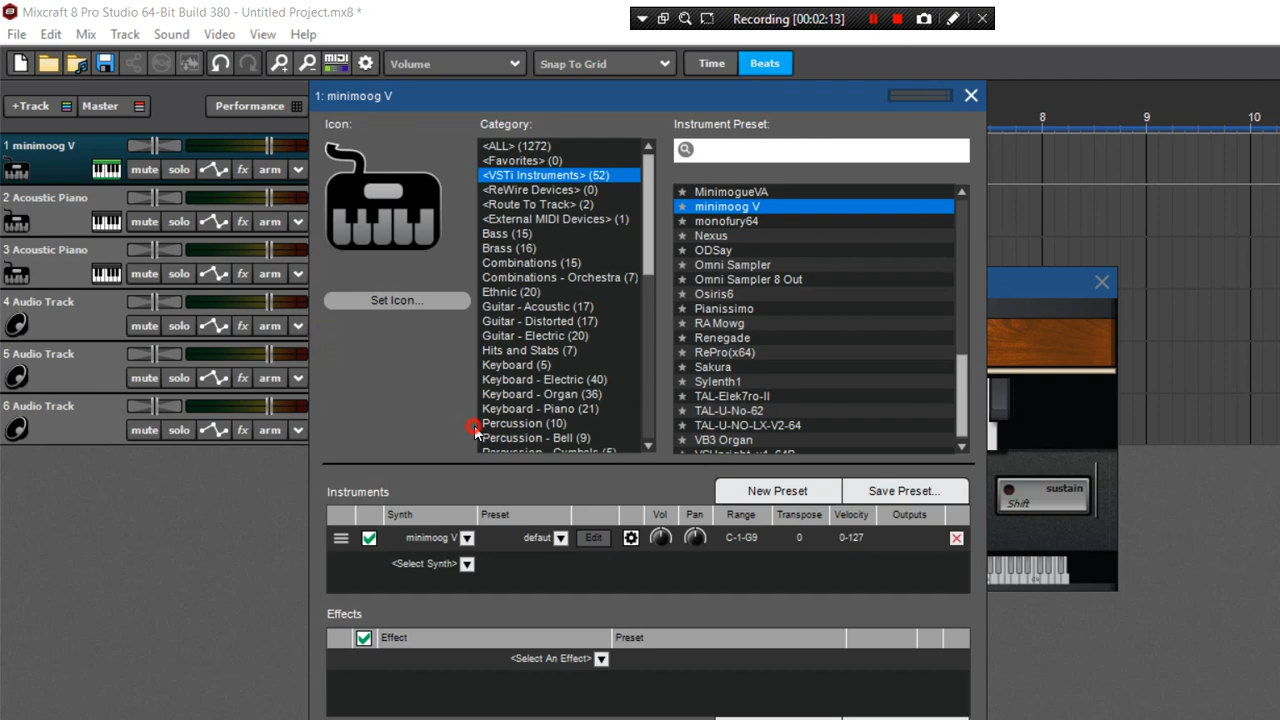 Mixcraft 8 Pro Studio 64-Bit Build 380 - Untitled Project.mx8 *
Recording [00:02:13]
File Edit Mix Track Sound Video View Help
MIDI Volume Snap To Grid Time Beats
+Track Master Performance
1: minimoog V
8 9 10
Icon:
Set Icon...
Category:
<ALL> (1272)
<Favorites> (0)
<VSTi Instruments> (52)
<ReWire Devices> (0)
<Route To Track> (2)
<External MIDI Devices> (1)
Bass (15)
Brass (16)
Combinations (15)
Combinations - Orchestra (7)
Ethnic (20)
Guitar - Acoustic (17)
Guitar - Distorted (17)
Guitar - Electric (20)
Hits and Stabs (7)
Keyboard (5)
Keyboard - Electric (40)
Keyboard - Organ (36)
Keyboard - Piano (21)
Percussion (10)
Percussion - Bell (9)
Percussion - Cymbals (5)
Instrument Preset:
MinimogueVA
minimoog V
monofury64
Nexus
ODSay
Omni Sampler
Omni Sampler 8 Out
Osiris6
Pianissimo
RAMowg
Renegade
RePro(x64)
Sakura
Sylenth1
TAL-Elek7ro-II
TAL-U-No-62
TAL-U-NO-LX-V2-64
VB3 Organ
1 minimoog V
mute solo fx arm
2 Acoustic Piano
mute solo fx arm
3 Acoustic Piano
mute solo fx arm
4 Audio Track
mute solo fx arm
5 Audio Track
mute solo fx arm
6 Audio Track
mute solo fx arm
sustain
Shift
Instruments
New Preset Save Preset...
Synth Preset Vol Pan Range Transpose Velocity Outputs
minimoog V defaut Edit C-1-G9 0 0-127
<Select Synth>
Effects
Effect Preset
<Select An Effect>